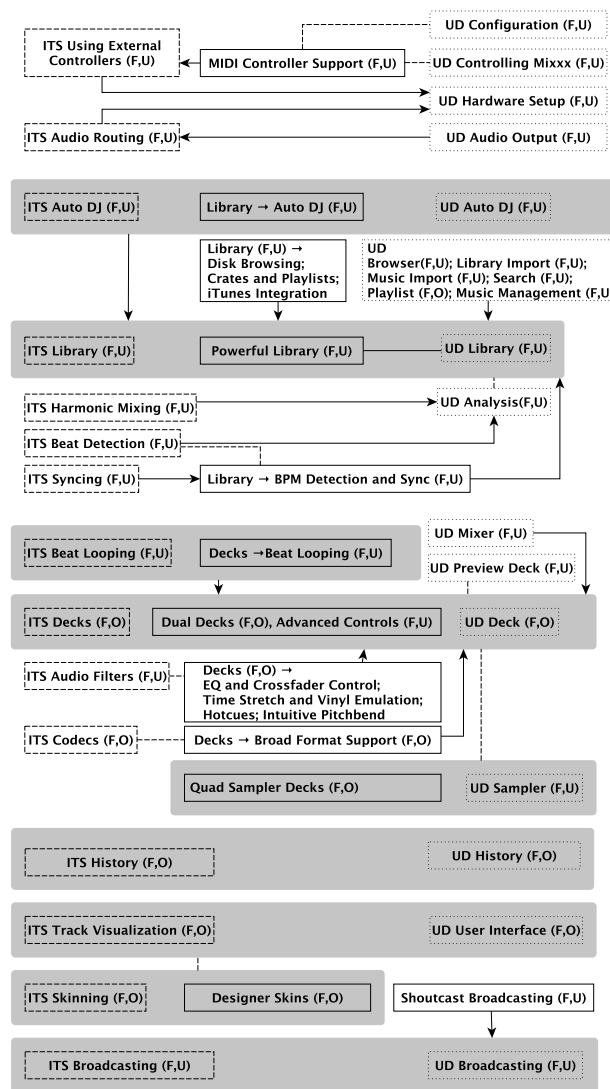 UD Configuration (F,U)
ITS Using External
Controllers (F,U)
MIDI Controller Support (F,U)
UD Controlling Mixxx (F,U)
UD Hardware Setup (F,U)
ITS Audio Routing (F,U)
UD Audio Output (F,U)
ITS Auto DJ (F,U)
Library → Auto DJ (F,U)
UD Auto DJ (F,U)
Library (F,U) →
Disk Browsing;
Crates and Playlists;
iTunes Integration
UD
Browser(F,U); Library Import (F,U);
Music Import (F,U); Search (F,U);
Playlist (F,O); Music Management (F,U
ITS Library (F,U)
Powerful Library (F,U)
UD Library (F,U)
ITS Harmonic Mixing (F,U)
UD Analysis(F,U)
ITS Beat Detection (F,U)
ITS Syncing (F,U)
Library → BPM Detection and Sync (F,U)
ITS Beat Looping (F,U)
Decks →Beat Looping (F,U)
UD Mixer (F,U)
UD Preview Deck (F,U)
ITS Decks (F,O)
Dual Decks (F,O), Advanced Controls (F,U)
UD Deck (F,O)
ITS Audio Filters (F,U)
Decks (F,O) →
EQ and Crossfader Control;
Time Stretch and Vinyl Emulation;
Hotcues; Intuitive Pitchbend
ITS Codecs (F,O)
Decks → Broad Format Support (F,O)
Quad Sampler Decks (F,O)
UD Sampler (F,U)
ITS History (F,O)
UD History (F,O)
ITS Track Visualization (F,O)
UD User Interface (F,O)
ITS Skinning (F,O)
Designer Skins (F,O)
Shoutcast Broadcasting (F,U)
ITS Broadcasting (F,U)
UD Broadcasting (F,U)